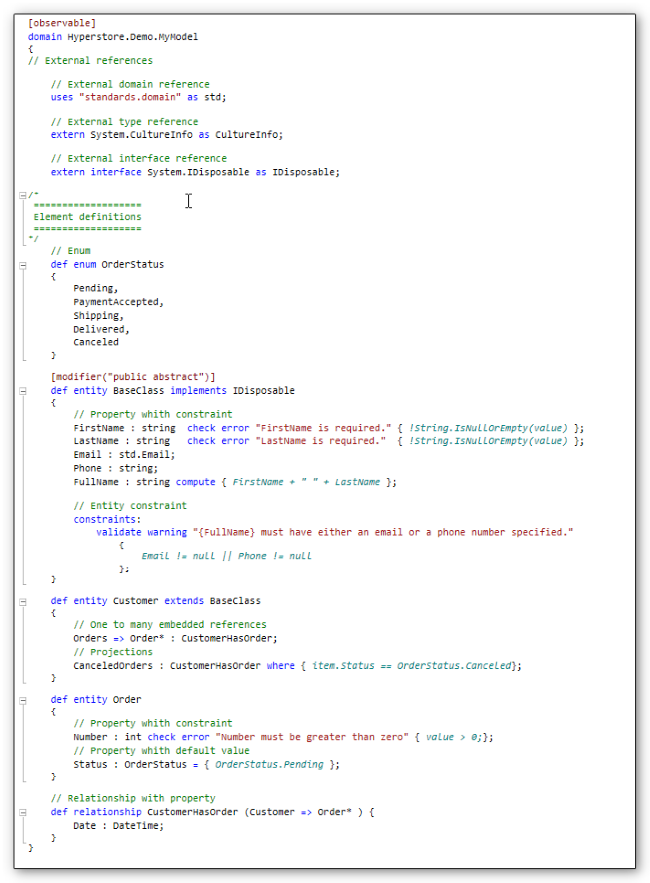 [observable]
domain Hyperstore.Demo.MyModel
{
// External references
// External domain reference
uses "standards.domain" as std;
// External type reference
extern System.CultureInfo as CultureInfo;
// External interface reference
extern interface System.IDisposable as IDisposable;
/*
===================
Element definitions
===================
*/
// Enum
def enum OrderStatus
{
Pending,
PaymentAccepted,
Shipping,
Delivered,
Canceled
}
[modifier("public abstract")]
def entity BaseClass implements IDisposable
{
// Property whith constraint
FirstName : string  check error "FirstName is required." { !String.IsNullOrEmpty(value) };
LastName : string   check error "LastName is required."  { !String.IsNullOrEmpty(value) };
Email : std.Email;
Phone : string;
FullName : string compute { FirstName + " " + LastName };
// Entity constraint
constraints:
validate warning "{FullName} must have either an email or a phone number specified."
{
Email != null || Phone != null
};
}
def entity Customer extends BaseClass
{
// One to many embedded references
Orders => Order* : CustomerHasOrder;
// Projections
CanceledOrders : CustomerHasOrder where { item.Status == OrderStatus.Canceled};
}
def entity Order
{
// Property whith constraint
Number : int check error "Number must be greater than zero" { value > 0;};
// Property whith default value
Status : OrderStatus = { OrderStatus.Pending };
}
// Relationship with property
def relationship CustomerHasOrder (Customer => Order* ) {
Date : DateTime;
}
}